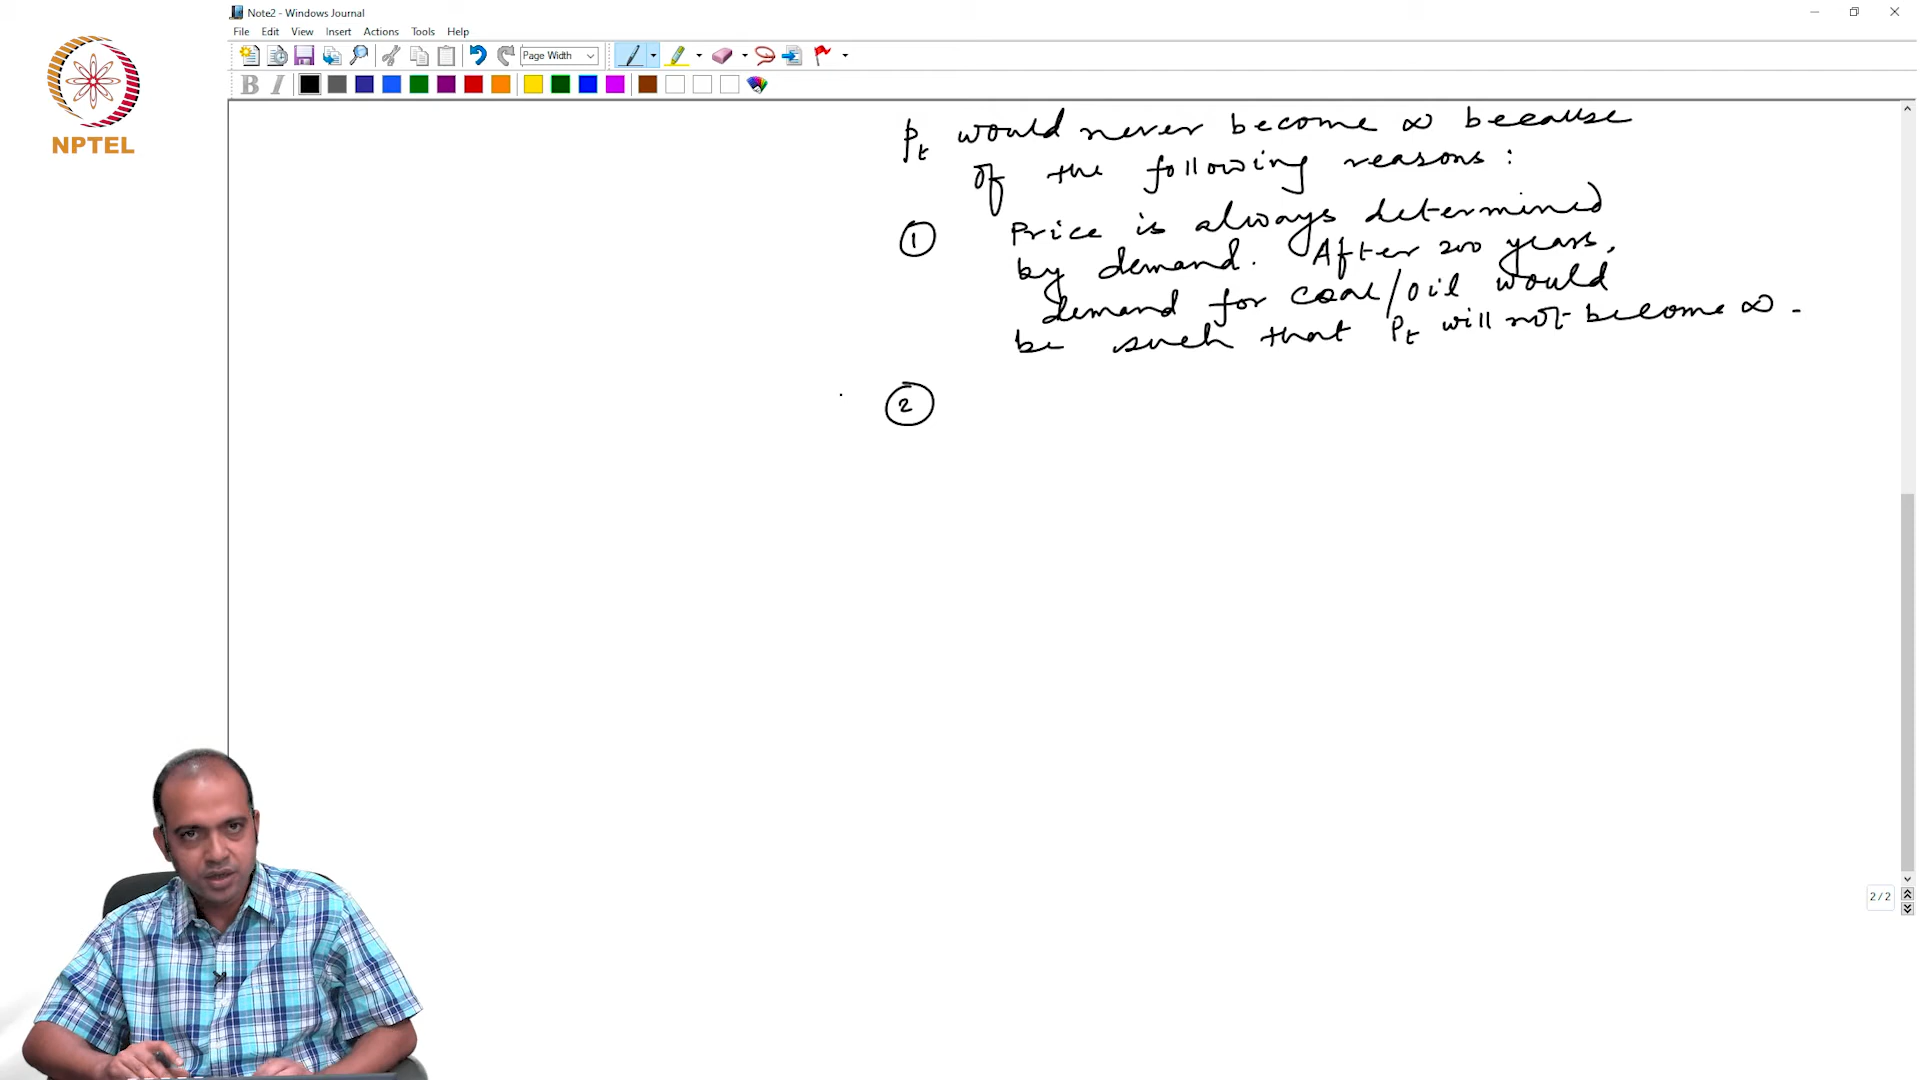 Note2 - Windows Journal
File Edit View Insert Actions Tools Help
Page Width
B I
NPTEL
Pt would never become ∞ because
of the following reasons :
① Price is always determined
by demand. After 200 years,
demand for coal/oil would
be such that Pt will not become ∞.
②
2 / 2